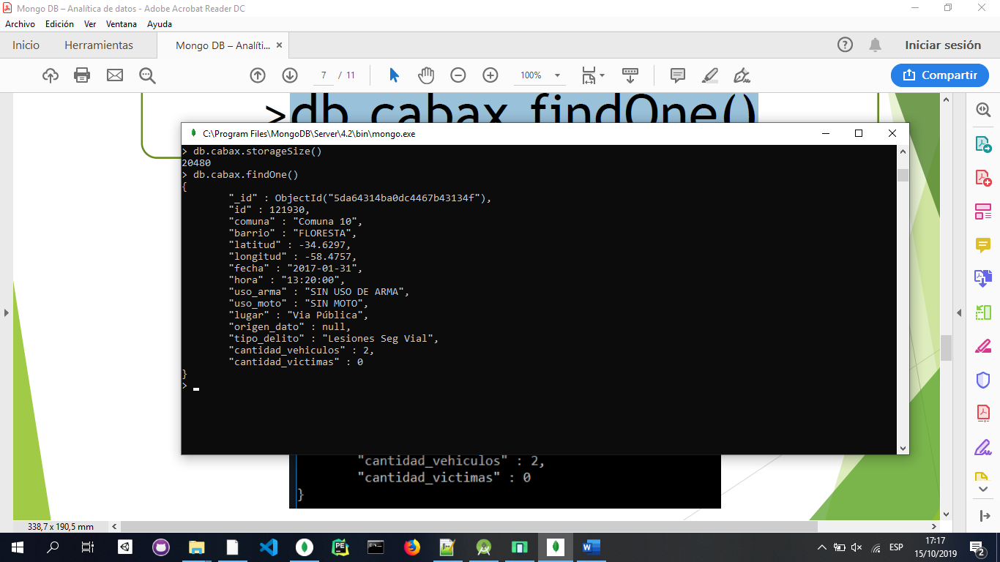 Mongo DB – Analítica de datos - Adobe Acrobat Reader DC
Archivo Edición Ver Ventana Ayuda
Inicio Herramientas Mongo DB – Analíti... × Iniciar sesión
7 / 11 100% Compartir
>db.cabax.findOne()
C:\Program Files\MongoDB\Server\4.2\bin\mongo.exe
> db.cabax.storageSize()
20480
> db.cabax.findOne()
{
"_id" : ObjectId("5da64314ba0dc4467b43134f"),
"id" : 121930,
"comuna" : "Comuna 10",
"barrio" : "FLORESTA",
"latitud" : -34.6297,
"longitud" : -58.4757,
"fecha" : "2017-01-31",
"hora" : "13:20:00",
"uso_arma" : "SIN USO DE ARMA",
"uso_moto" : "SIN MOTO",
"lugar" : "Via Pública",
"origen_dato" : null,
"tipo_delito" : "Lesiones Seg Vial",
"cantidad_vehiculos" : 2,
"cantidad_victimas" : 0
}
>
"cantidad_vehiculos" : 2,
"cantidad_victimas" : 0
}
338,7 x 190,5 mm
ESP
17:17
15/10/2019
2